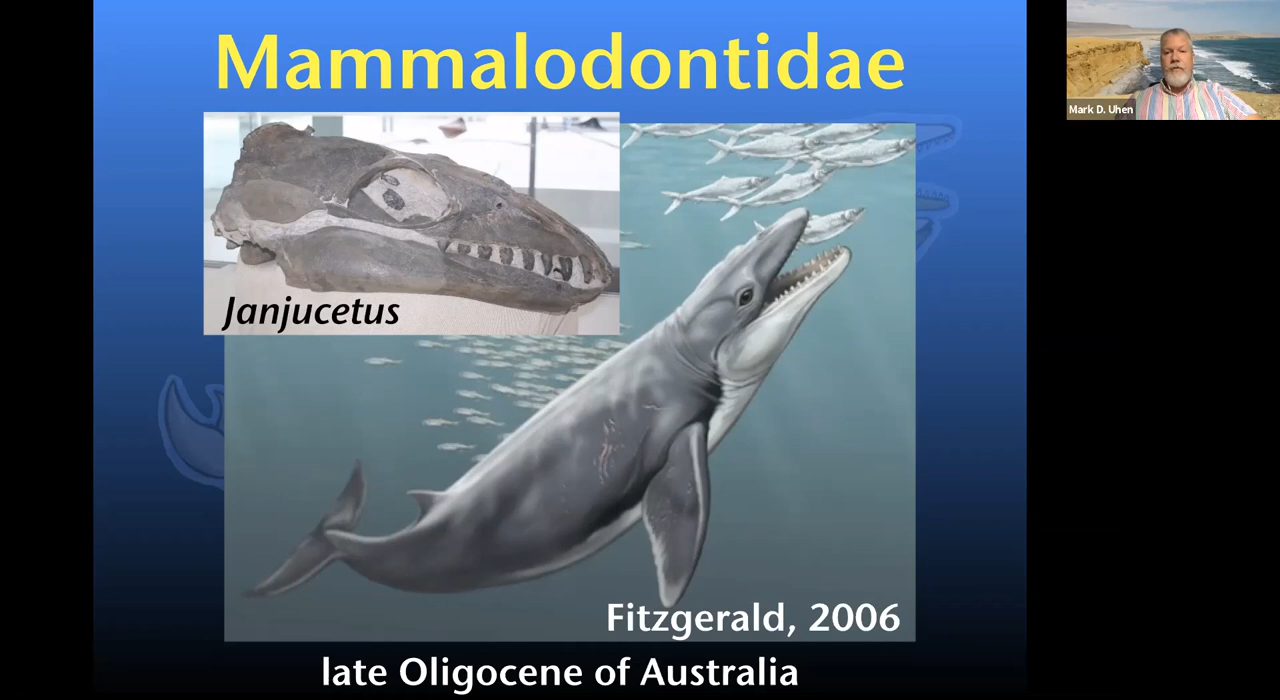 Mammalodontidae
Mark D. Uhen
Janjucetus
Fitzgerald, 2006
late Oligocene of Australia